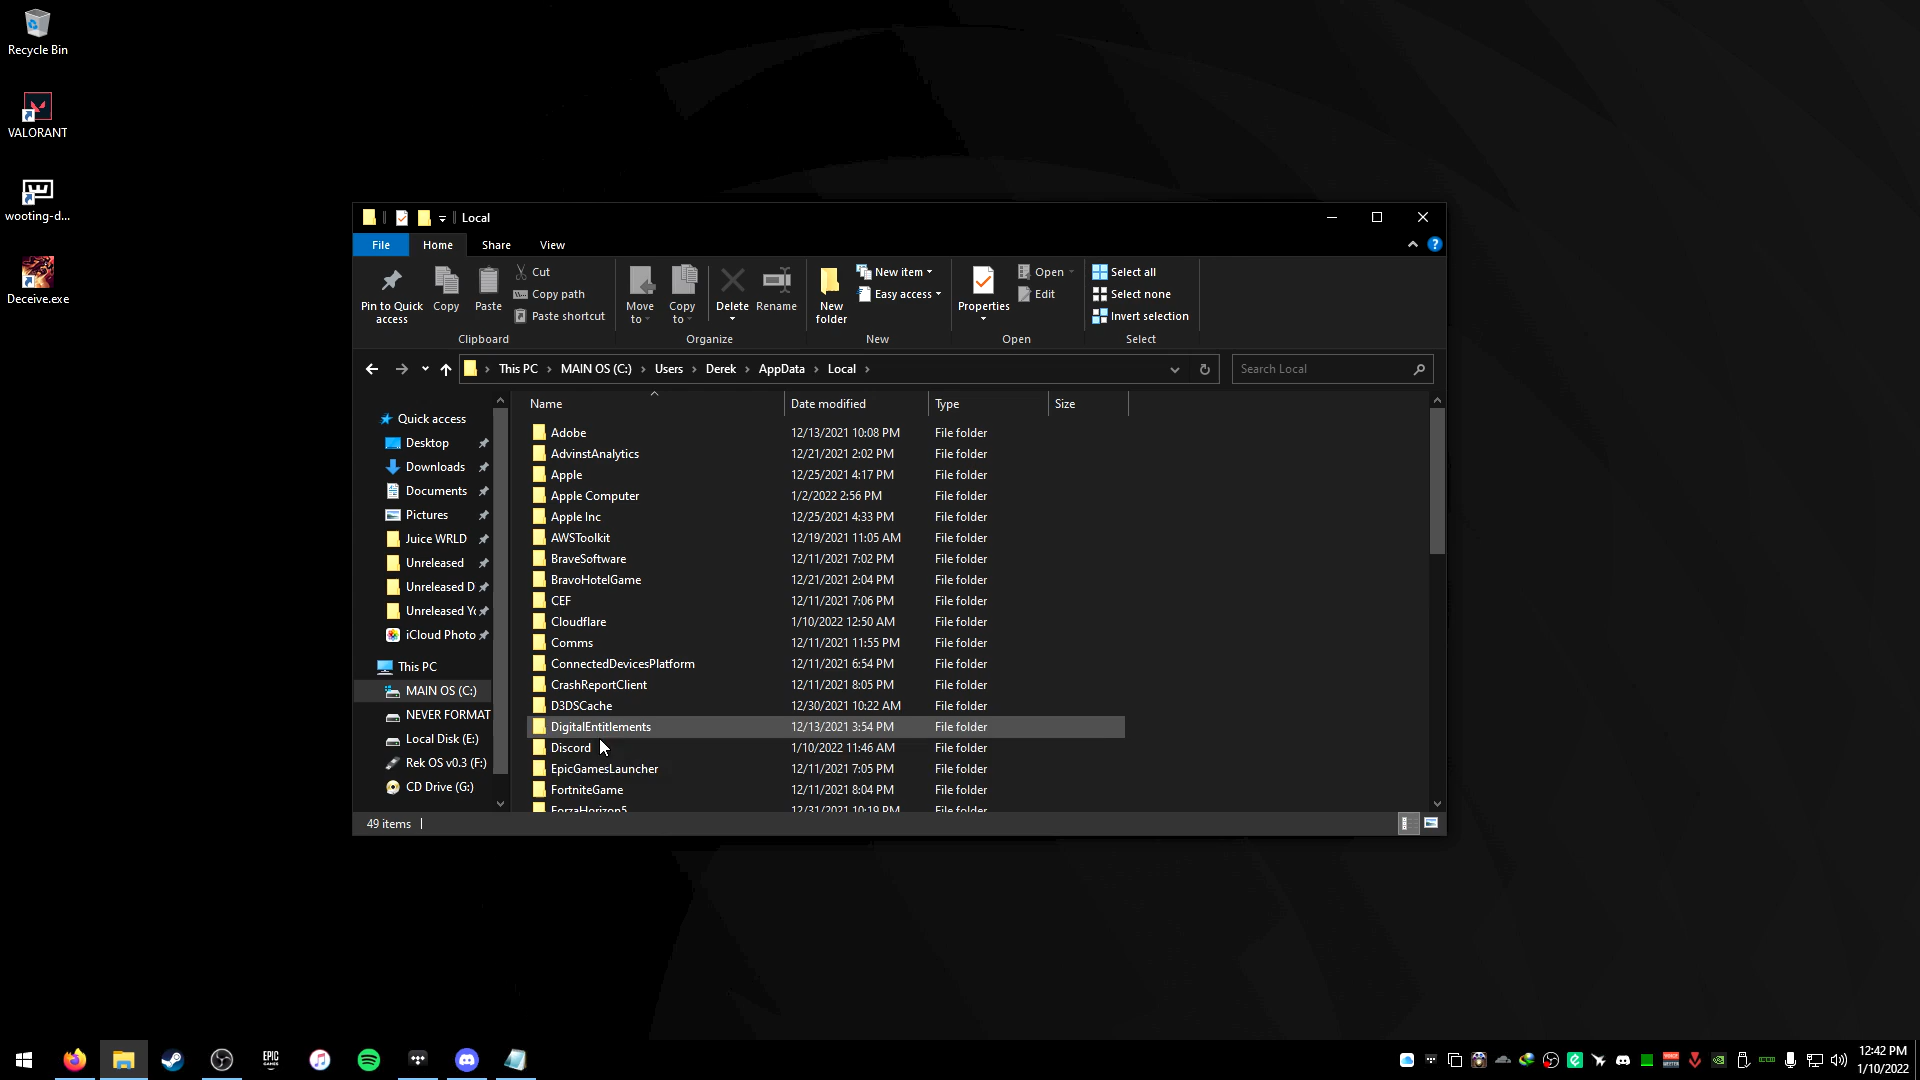 Recycle Bin
VALORANT
wooting-d...
Deceive.exe
Local
File
Home
Share
View
Pin to Quick access
Copy
Paste
Cut
Copy path
Paste shortcut
Clipboard
Move to
Copy to
Delete
Rename
Organize
New folder
New item
Easy access
New
Properties
Open
Edit
Open
Select all
Select none
Invert selection
Select
This PC > MAIN OS (C:) > Users > Derek > AppData > Local >
Search Local
Quick access
Desktop
Downloads
Documents
Pictures
Juice WRLD
Unreleased
Unreleased D
Unreleased Yo
iCloud Photo
This PC
MAIN OS (C:)
NEVER FORMAT
Local Disk (E:)
Rek OS v0.3 (F:)
CD Drive (G:)
Name Date modified Type Size
Adobe 12/13/2021 10:08 PM File folder
AdvinstAnalytics 12/21/2021 2:02 PM File folder
Apple 12/25/2021 4:17 PM File folder
Apple Computer 1/2/2022 2:56 PM File folder
Apple Inc 12/25/2021 4:33 PM File folder
AWSToolkit 12/19/2021 11:05 AM File folder
BraveSoftware 12/11/2021 7:02 PM File folder
BravoHotelGame 12/21/2021 2:04 PM File folder
CEF 12/11/2021 7:06 PM File folder
Cloudflare 1/10/2022 12:50 AM File folder
Comms 12/11/2021 11:55 PM File folder
ConnectedDevicesPlatform 12/11/2021 6:54 PM File folder
CrashReportClient 12/11/2021 8:05 PM File folder
D3DSCache 12/30/2021 10:22 AM File folder
DigitalEntitlements 12/13/2021 3:54 PM File folder
Discord 1/10/2022 11:46 AM File folder
EpicGamesLauncher 12/11/2021 7:05 PM File folder
FortniteGame 12/11/2021 8:04 PM File folder
ForzaHorizon5 12/31/2021 10:19 PM File folder
49 items
EPIC GAMES
12:42 PM
1/10/2022